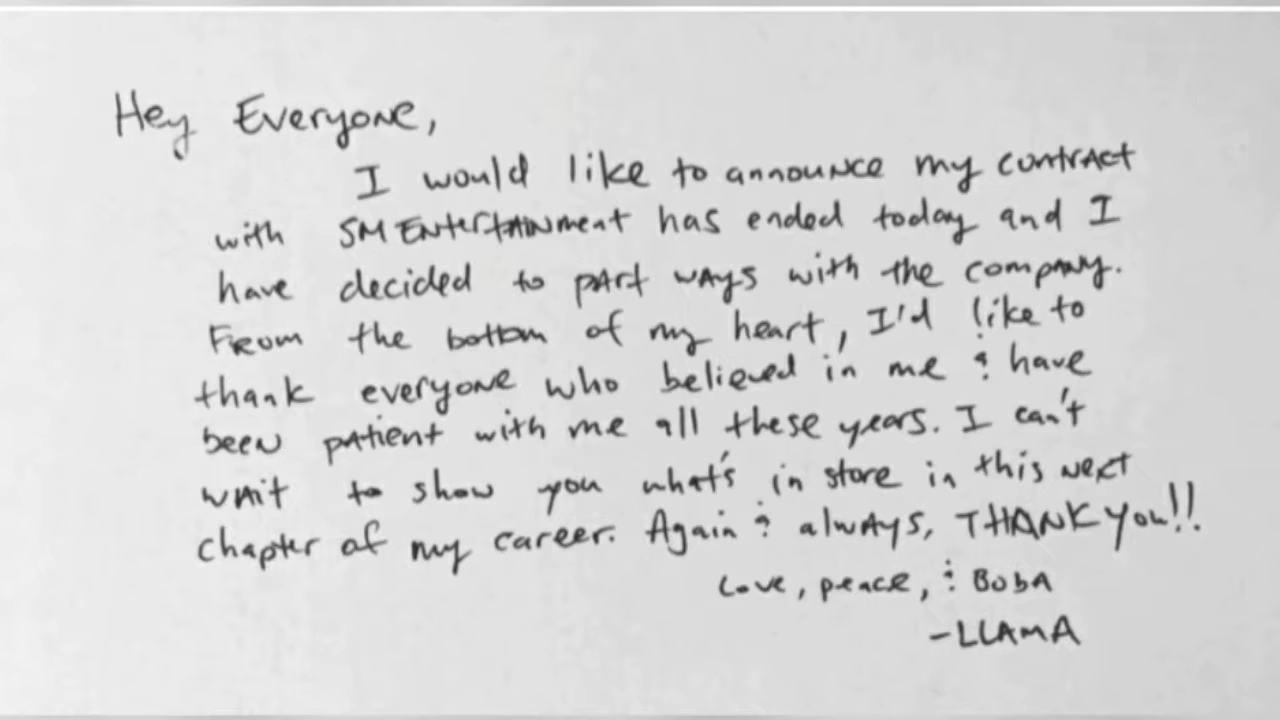 Hey Everyone,
I would like to announce my contract
with SM Entertainment has ended today and I
have decided to part ways with the company.
From the bottom of my heart, I'd like to
thank everyone who believed in me & have
been patient with me all these years. I can't
wait to show you what's in store in this next
chapter of my career. Again & always, THANK You!!
Love, peace, & BobA
-LLAMA